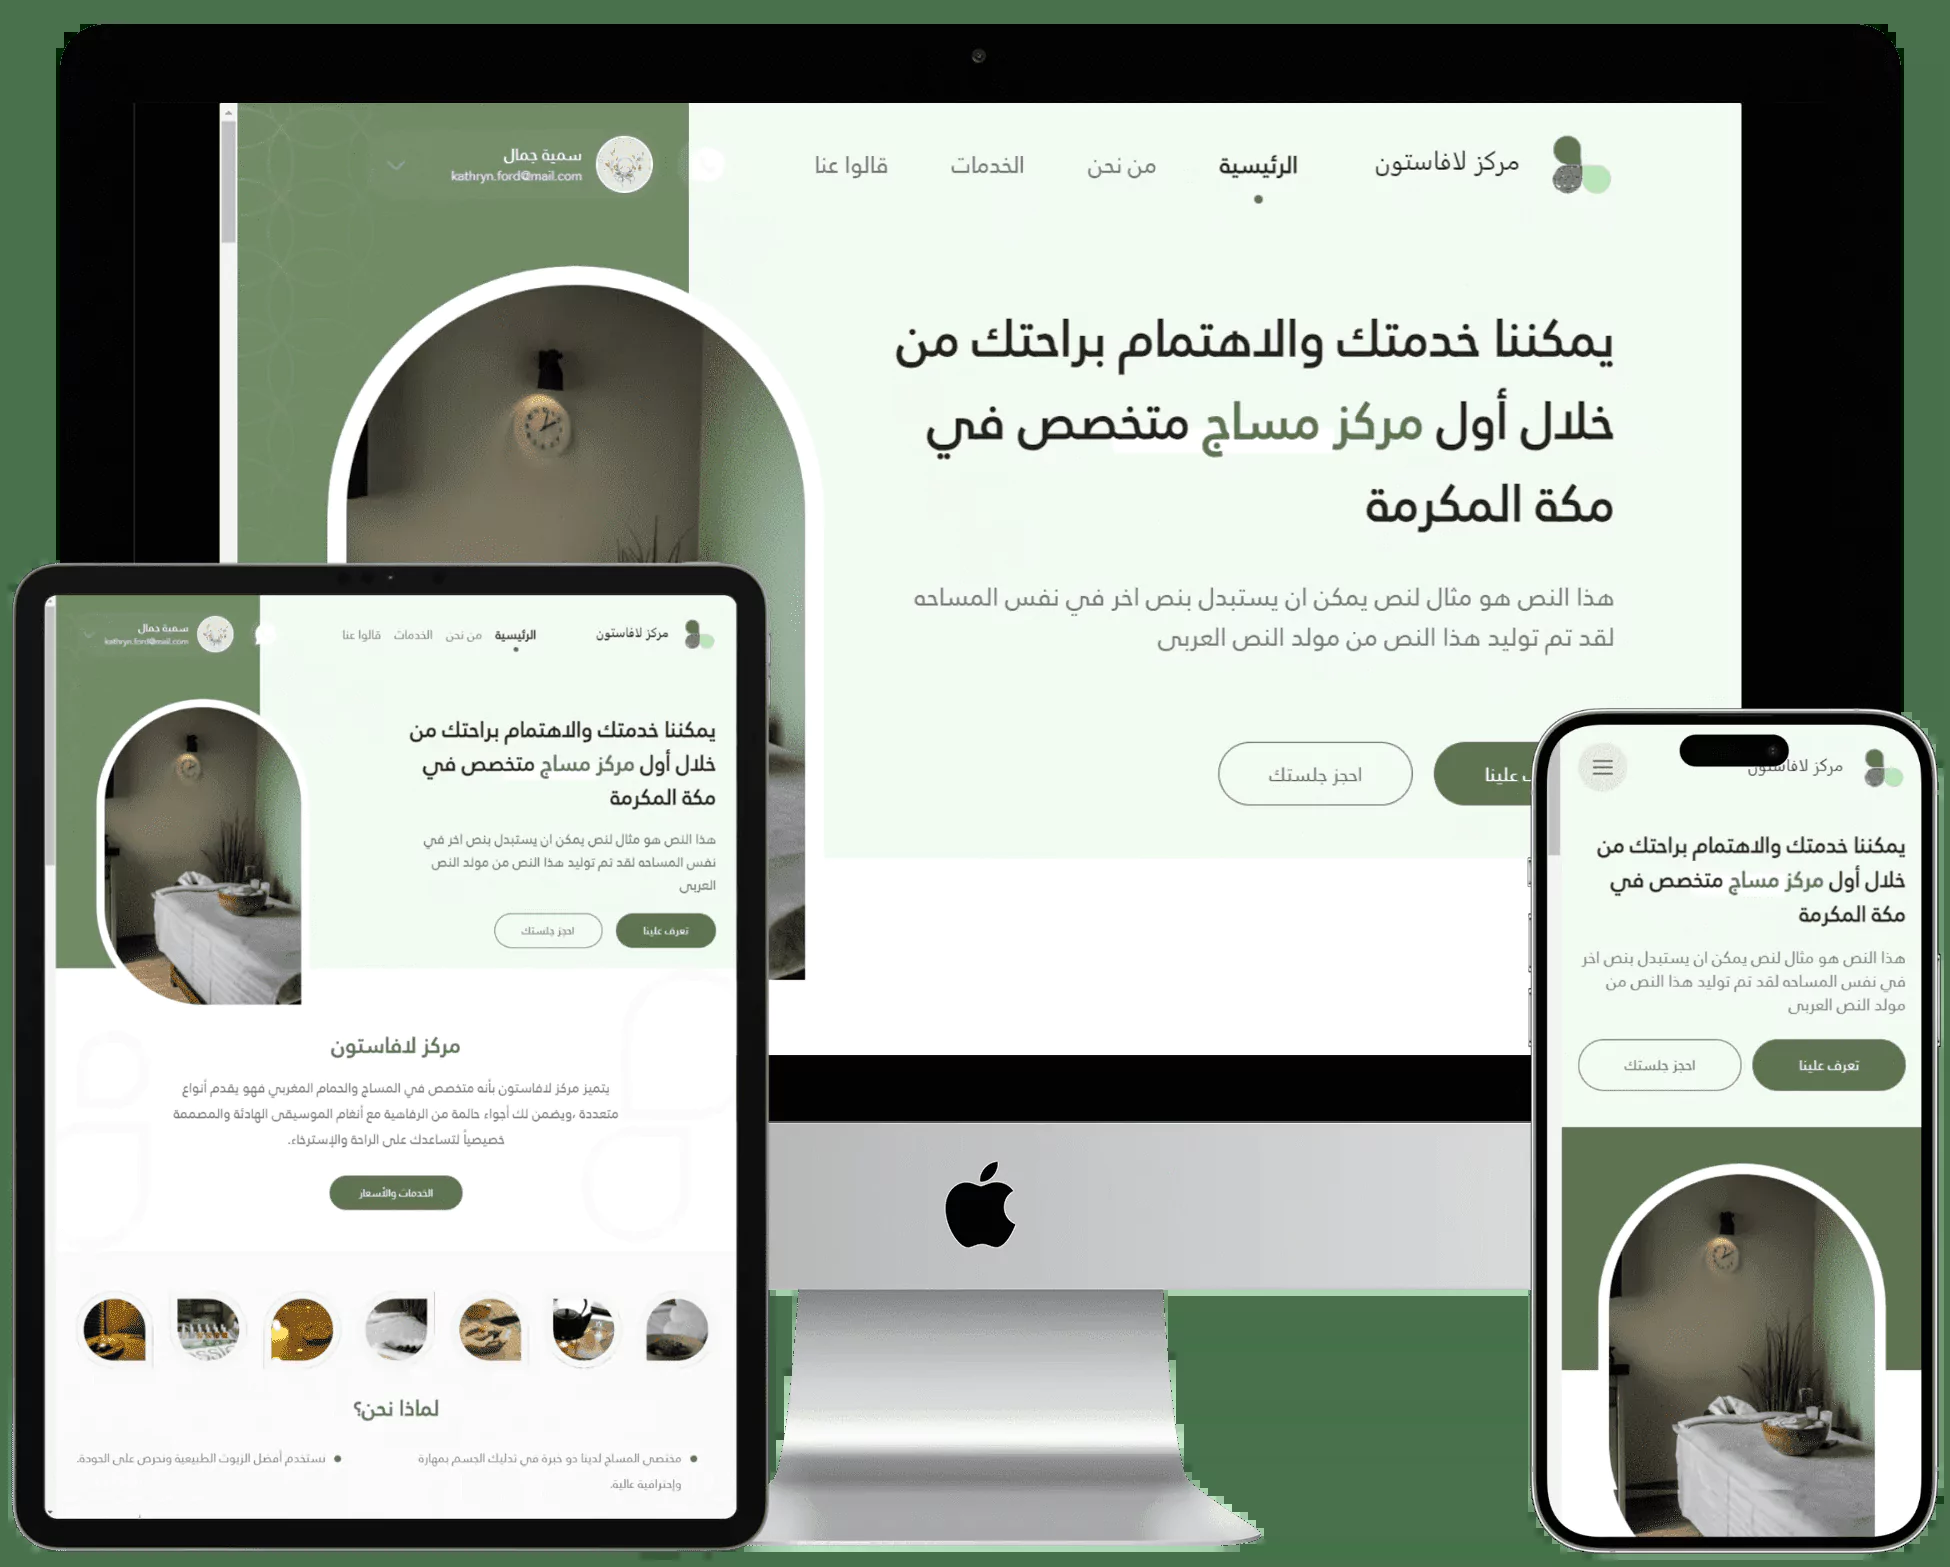 مركز لافاستون
الرئيسية
من نحن
الخدمات
قالوا عنا
سمية جمال
kathryn.ford@mail.com
يمكننا خدمتك والاهتمام براحتك من
خلال أول مركز مساج متخصص في
مكة المكرمة
هذا النص هو مثال لنص يمكن ان يستبدل بنص اخر في نفس المساحه
لقد تم توليد هذا النص من مولد النص العربى
علينا
احجز جلستك
مركز لافاستون
الرئيسية
من نحن
الخدمات
قالوا عنا
سمية جمال
kathryn.ford@mail.com
يمكننا خدمتك والاهتمام براحتك من
خلال أول مركز مساج متخصص في
مكة المكرمة
هذا النص هو مثال لنص يمكن ان يستبدل بنص اخر في
نفس المساحه لقد تم توليد هذا النص من مولد النص
العربى
تعرف علينا
احجز جلستك
مركز لافاستون
يتميز مركز لافاستون بأنه متخصص في المساج والحمام المغربي فهو يقدم أنواع
متعددة ،ويضمن لك أجواء حالمة من الرفاهية مع أنغام الموسيقى الهادئة والمصممة
خصيصياً لتساعدك على الراحة والإسترخاء.
الخدمات والأسعار
لماذا نحن؟
مختصي المساج لدينا ذو خبرة في تدليك الجسم بمهارة
وإحترافية عالية.
نستخدم أفضل الزيوت الطبيعية ونحرص على الجودة.
مركز لافاستون
يمكننا خدمتك والاهتمام براحتك من
خلال أول مركز مساج متخصص في
مكة المكرمة
هذا النص هو مثال لنص يمكن ان يستبدل بنص اخر
في نفس المساحه لقد تم توليد هذا النص من
مولد النص العربى
تعرف علينا
احجز جلستك